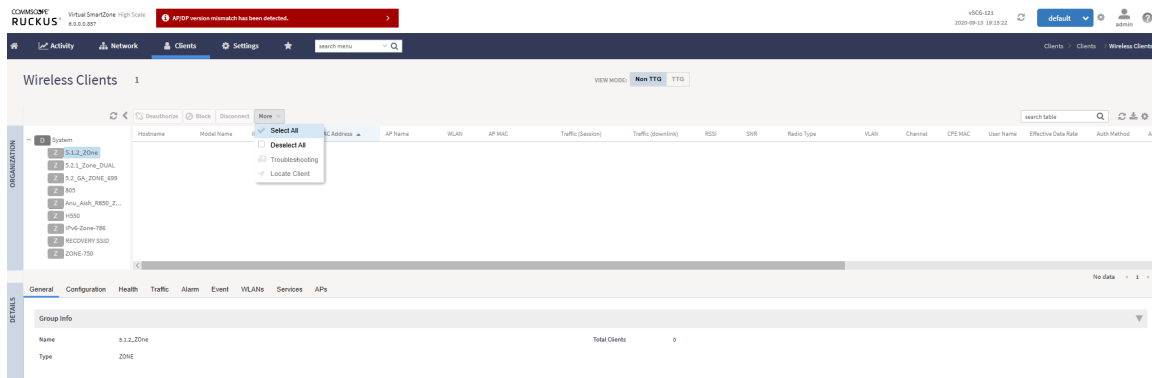 COMMSCOPE Virtual SmartZone High Scale
RUCKUS 6.0.0.0.857
AP/DP version mismatch has been detected.
vSCG-121
2020-09-13 19:19:22
default
admin
Activity Network Clients Settings search menu
Clients > Clients > Wireless Clients
Wireless Clients 1
VIEW MODE: Non TTG TTG
Deauthorize Block Disconnect More
search table
Select All
Deselect All
Troubleshooting
Locate Client
Hostname Model Name AC Address AP Name WLAN AP MAC Traffic (Session) Traffic (downlink) RSSI SNR Radio Type VLAN Channel CPE MAC User Name Effective Data Rate Auth Method
ORGANIZATION
D System
Z 5.1.2_ZOne
Z 5.2.1_Zone_DUAL
Z 5.2_GA_ZONE_699
Z 805
Z Anu_Aish_R850_Z...
Z H550
Z IPv6-Zone-786
Z RECOVERY SSID
Z ZONE-750
No data 1
DETAILS
General Configuration Health Traffic Alarm Event WLANs Services APs
Group Info
Name 5.1.2_ZOne
Total Clients 0
Type ZONE